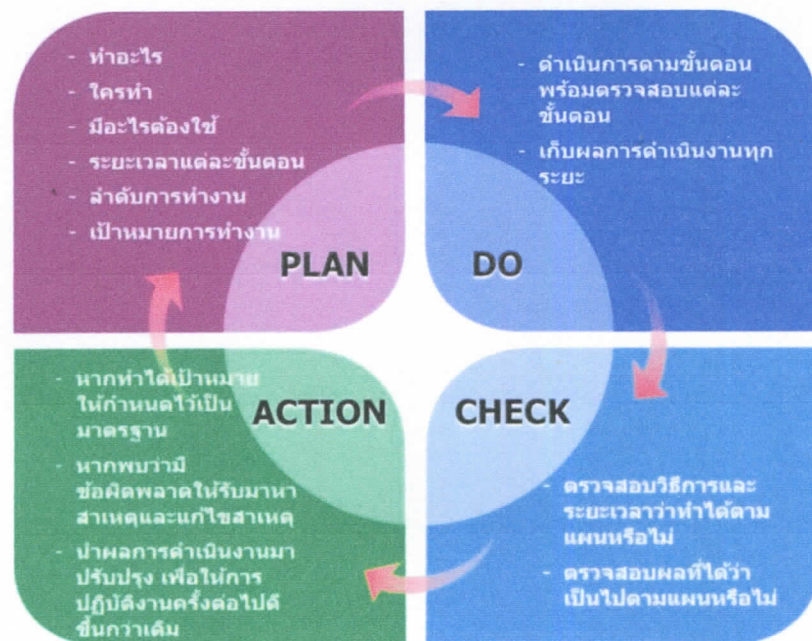 - ทำอะไร
- ใครทำ
- มีอะไรต้องใช้
- ระยะเวลาแต่ละขั้นตอน
- ลำดับการทำงาน
- เป้าหมายการทำงาน
PLAN
- ดำเนินการตามขั้นตอน
พร้อมตรวจสอบแต่ละ
ขั้นตอน
- เก็บผลการดำเนินงานทุก
ระยะ
DO
- หากทำได้เป้าหมาย
ให้กำหนดไว้เป็น
มาตรฐาน
- หากพบว่ามี
ข้อผิดพลาดให้รับมาหา
สาเหตุและแก้ไขสาเหตุ
- นำผลการดำเนินงานมา
ปรับปรุง เพื่อให้การ
ปฏิบัติงานครั้งต่อไปดี
ขึ้นกว่าเดิม
ACTION
CHECK
- ตรวจสอบวิธีการและ
ระยะเวลาว่าทำได้ตาม
แผนหรือไม่
- ตรวจสอบผลที่ได้ว่า
เป็นไปตามแผนหรือไม่